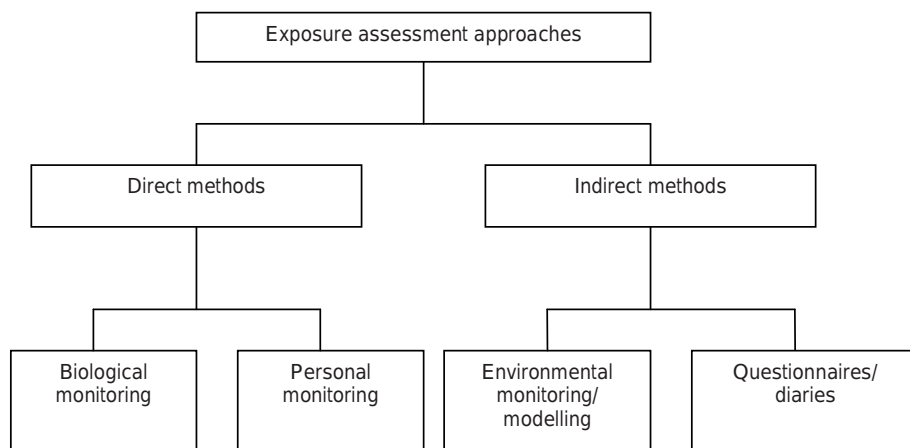 Exposure assessment approaches
Direct methods
Indirect methods
Biological
monitoring
Personal
monitoring
Environmental
monitoring/
modelling
Questionnaires/
diaries